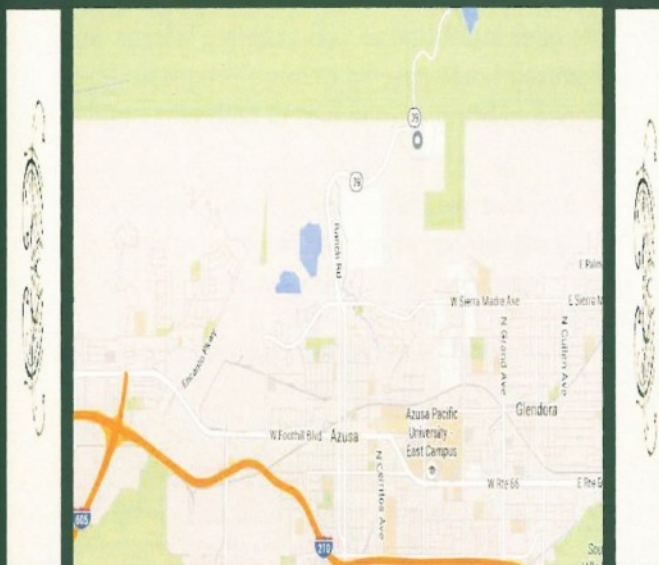 39
39
Ranch Rd
E Palm
W Sierra Madre Ave
E Sierra M
N Grand Ave
N Cullen Ave
Encanto Pkwy
Azusa Pacific
University -
East Campus
Glendora
W Foothill Blvd
Azusa
N Cerritos Ave
W Rte 66
E Rte 6
605
210
Sou